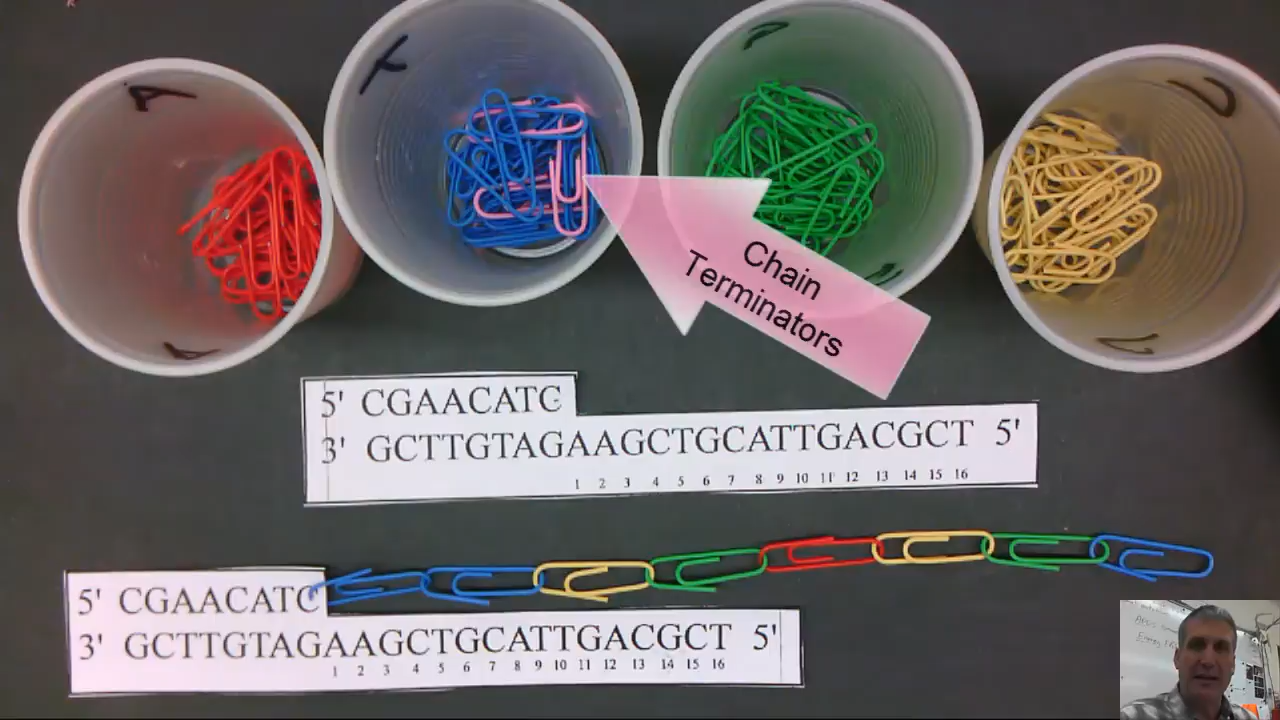 A
T
A
Chain
Terminators
5' CGAACATC
3' GCTTGTAGAAGCTGCATTGACGCT 5'
1 2 3 4 5 6 7 8 9 10 11 12 13 14 15 16
5' CGAACATC
3' GCTTGTAGAAGCTGCATTGACGCT 5'
1 2 3 4 5 6 7 8 9 10 11 12 13 14 15 16